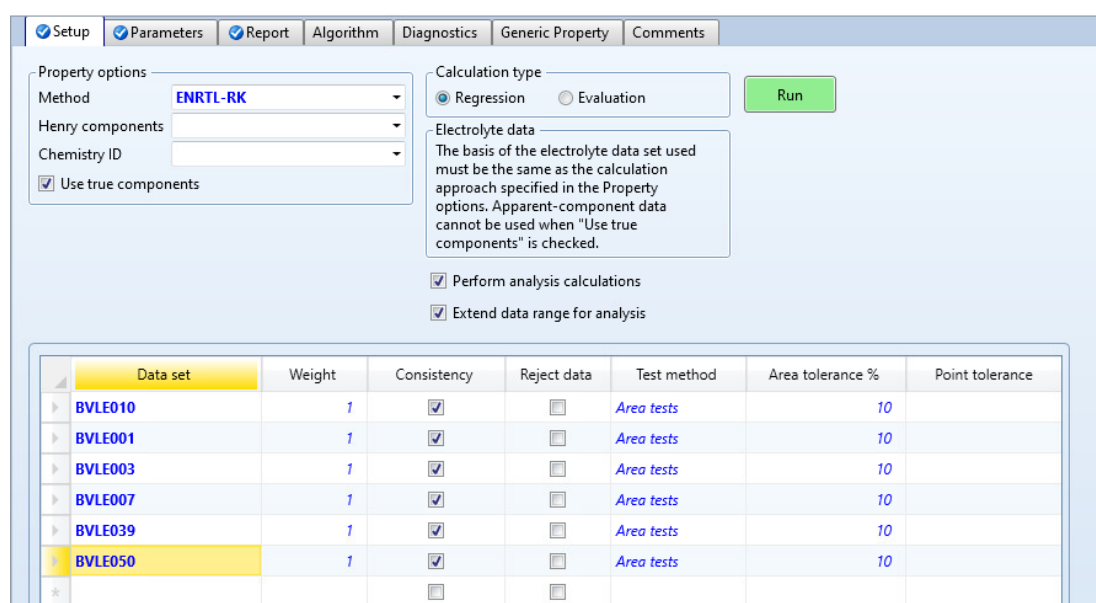 Setup Parameters Report Algorithm Diagnostics Generic Property Comments
Property options
Method ENRTL-RK
Henry components
Chemistry ID
Use true components
Calculation type
Regression Evaluation
Run
Electrolyte data
The basis of the electrolyte data set used
must be the same as the calculation
approach specified in the Property
options. Apparent-component data
cannot be used when "Use true
components" is checked.
Perform analysis calculations
Extend data range for analysis
Data set Weight Consistency Reject data Test method Area tolerance % Point tolerance
BVLE010 1 Area tests 10
BVLE001 1 Area tests 10
BVLE003 1 Area tests 10
BVLE007 1 Area tests 10
BVLE039 1 Area tests 10
BVLE050 1 Area tests 10